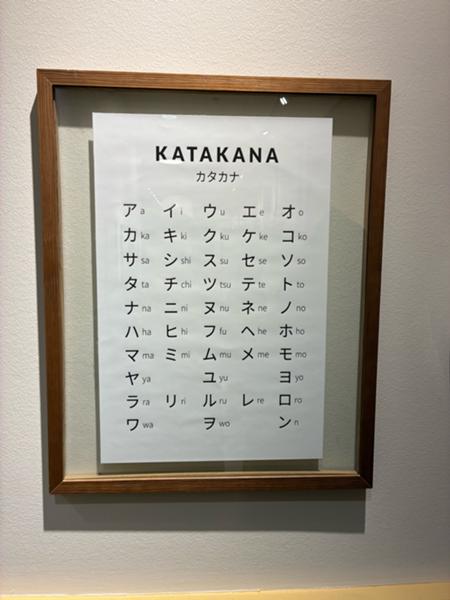 KATAKANA
カタカナ
ア a イ i ウ u エ e オ o
カ ka キ ki ク ku ケ ke コ ko
サ sa シ shi ス su セ se ソ so
タ ta チ chi ツ tsu テ te ト to
ナ na ニ ni ヌ nu ネ ne ノ no
ハ ha ヒ hi フ fu ヘ he ホ ho
マ ma ミ mi ム mu メ me モ mo
ヤ ya ユ yu ヨ yo
ラ ra リ ri ル ru レ re ロ ro
ワ wa ヲ wo ン n